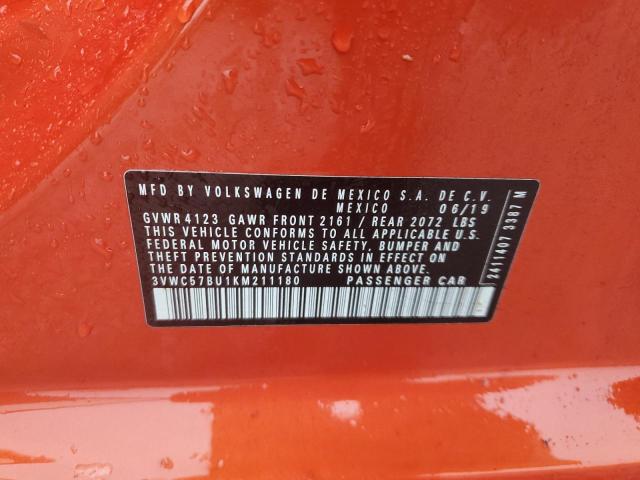 MFD BY VOLKSWAGEN DE MEXICO S.A. DE C.V.
MEXICO 06/19
GVWR 4123 GAWR FRONT 2161 / REAR 2072 LBS
THIS VEHICLE CONFORMS TO ALL APPLICABLE U.S.
FEDERAL MOTOR VEHICLE SAFETY, BUMPER AND
THEFT PREVENTION STANDARDS IN EFFECT ON
THE DATE OF MANUFACTURE SHOWN ABOVE.
3VWC57BU1KM211180 PASSENGER CAR
2411407 3387 M